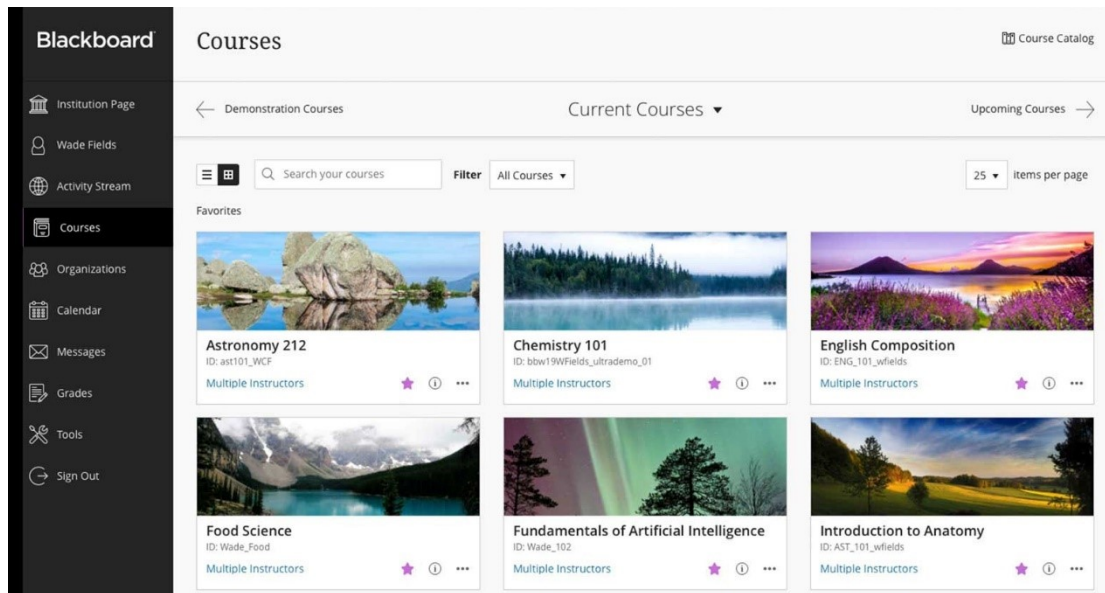 Blackboard
Institution Page
Wade Fields
Activity Stream
Courses
Organizations
Calendar
Messages
Grades
Tools
Sign Out
Courses
Course Catalog
Demonstration Courses
Current Courses
Upcoming Courses
Search your courses
Filter
All Courses
25
items per page
Favorites
Astronomy 212
ID: ast101_WCF
Multiple Instructors
Chemistry 101
ID: bbw19WFields_ultrademo_01
Multiple Instructors
English Composition
ID: ENG_101_wfields
Multiple Instructors
Food Science
ID: Wade_Food
Multiple Instructors
Fundamentals of Artificial Intelligence
ID: Wade_102
Multiple Instructors
Introduction to Anatomy
ID: AST_101_wfields
Multiple Instructors